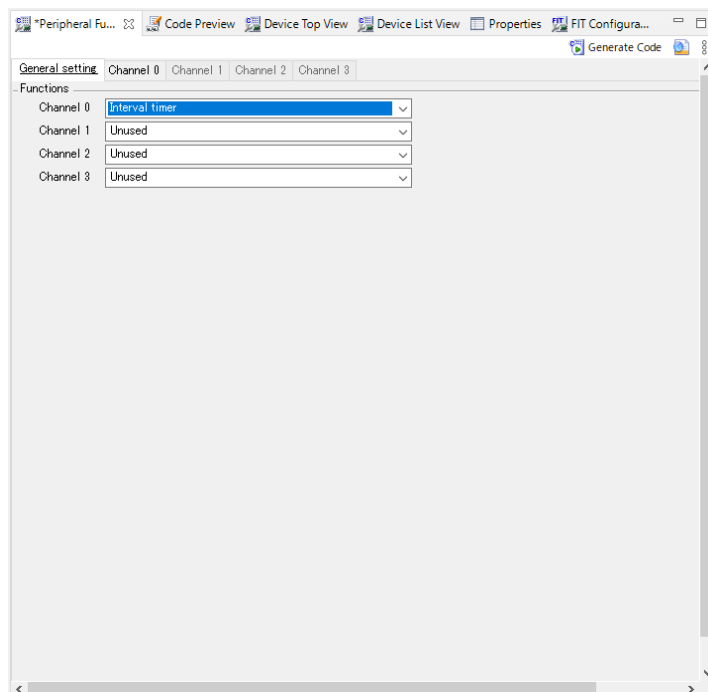 *Peripheral Fu... Code Preview Device Top View Device List View Properties FIT Configura...
Generate Code
General setting Channel 0 Channel 1 Channel 2 Channel 3
Functions
Channel 0 Interval timer
Channel 1 Unused
Channel 2 Unused
Channel 3 Unused